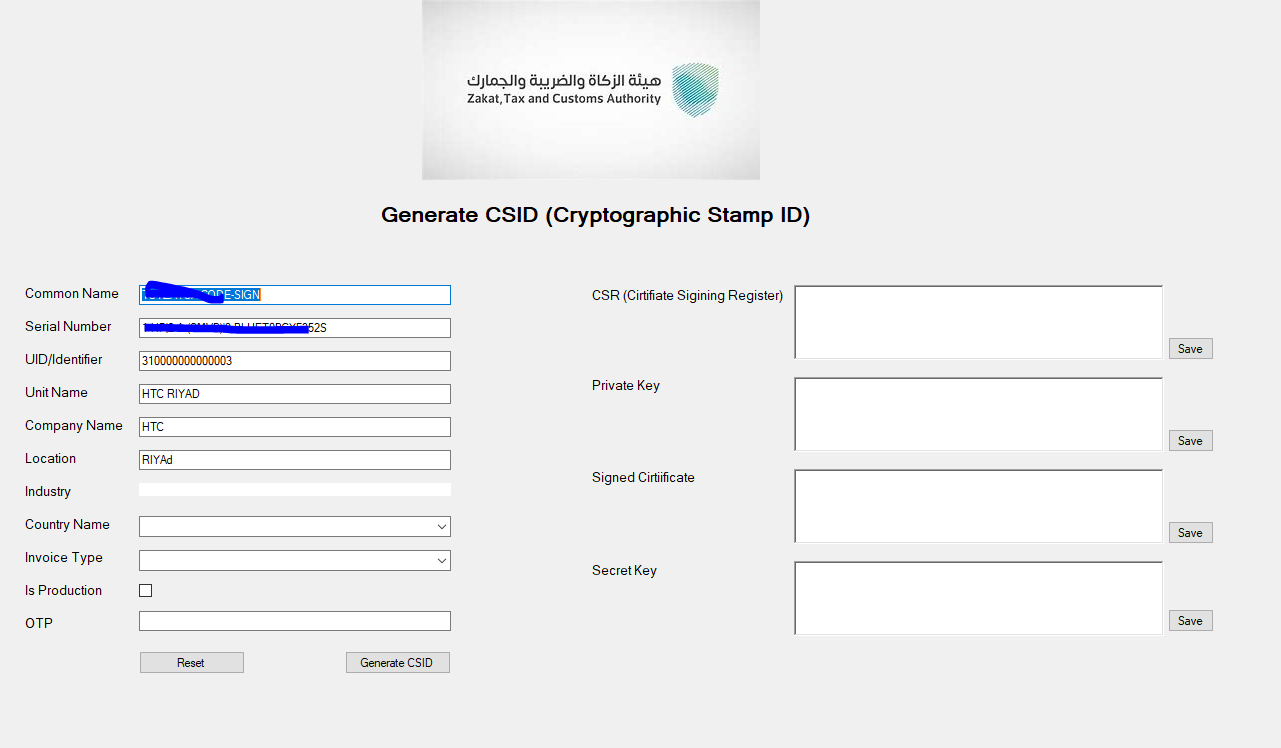 هيئة الزكاة والضريبة والجمارك
Zakat, Tax and Customs Authority
Generate CSID (Cryptographic Stamp ID)
Common Name
CODE-SIGN
Serial Number
52S
UID/Identifier
310000000000003
Unit Name
HTC RIYAD
Company Name
HTC
Location
RIYAd
Industry
Country Name
Invoice Type
Is Production
OTP
Reset
Generate CSID
CSR (Cirtifiate Sigining Register)
Save
Private Key
Save
Signed Cirtiificate
Save
Secret Key
Save